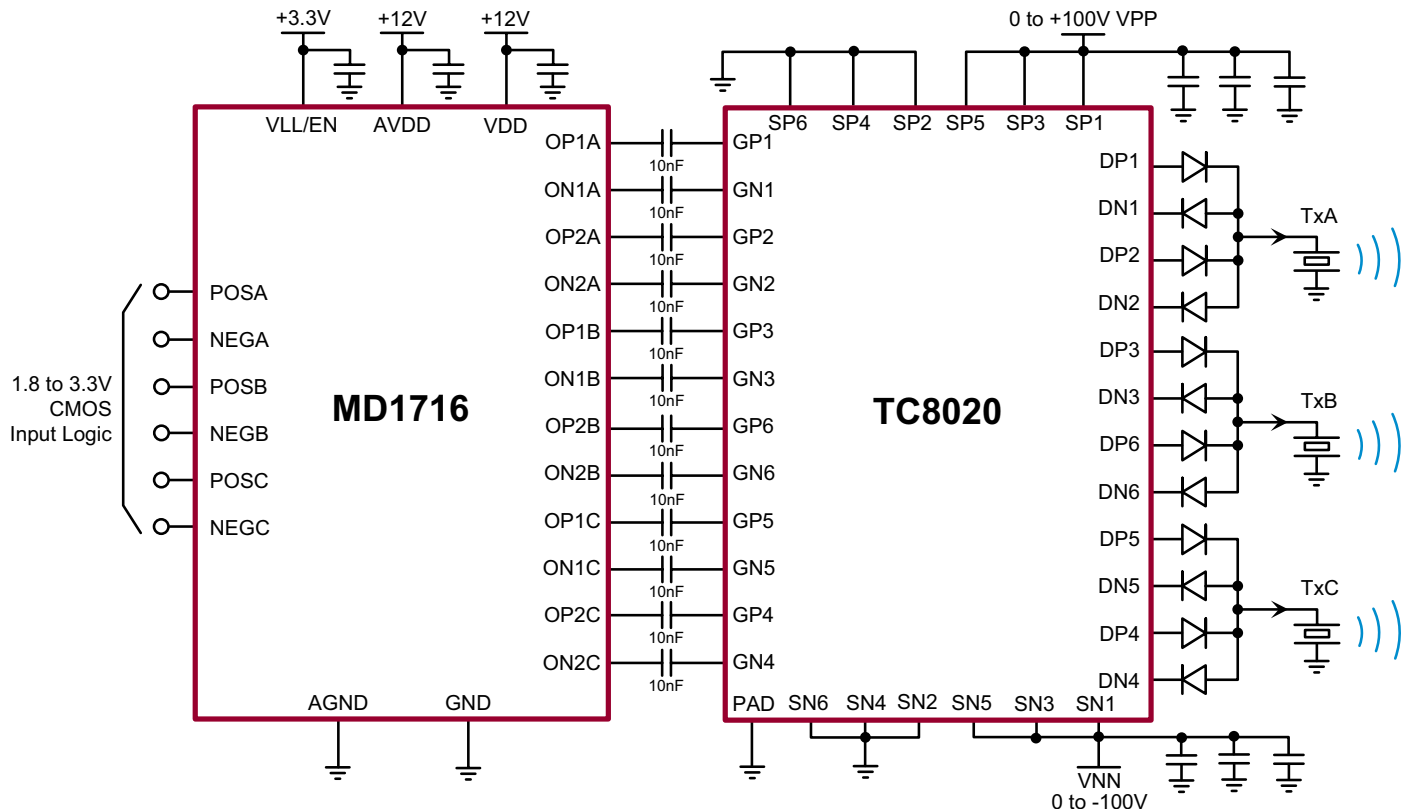 +3.3V +12V +12V 0 to +100V VPP
VLL/EN AVDD VDD
SP6 SP4 SP2 SP5 SP3 SP1
OP1A 10nF GP1
ON1A 10nF GN1
OP2A 10nF GP2
ON2A 10nF GN2
OP1B 10nF GP3
ON1B 10nF GN3
OP2B 10nF GP6
ON2B 10nF GN6
OP1C 10nF GP5
ON1C 10nF GN5
OP2C 10nF GP4
ON2C 10nF GN4
1.8 to 3.3V
CMOS
Input Logic
POSA
NEGA
POSB
NEGB
POSC
NEGC
MD1716
TC8020
DP1
DN1
DP2
DN2
TxA
DP3
DN3
DP6
DN6
TxB
DP5
DN5
DP4
DN4
TxC
AGND GND
PAD SN6 SN4 SN2 SN5 SN3 SN1
VNN
0 to -100V